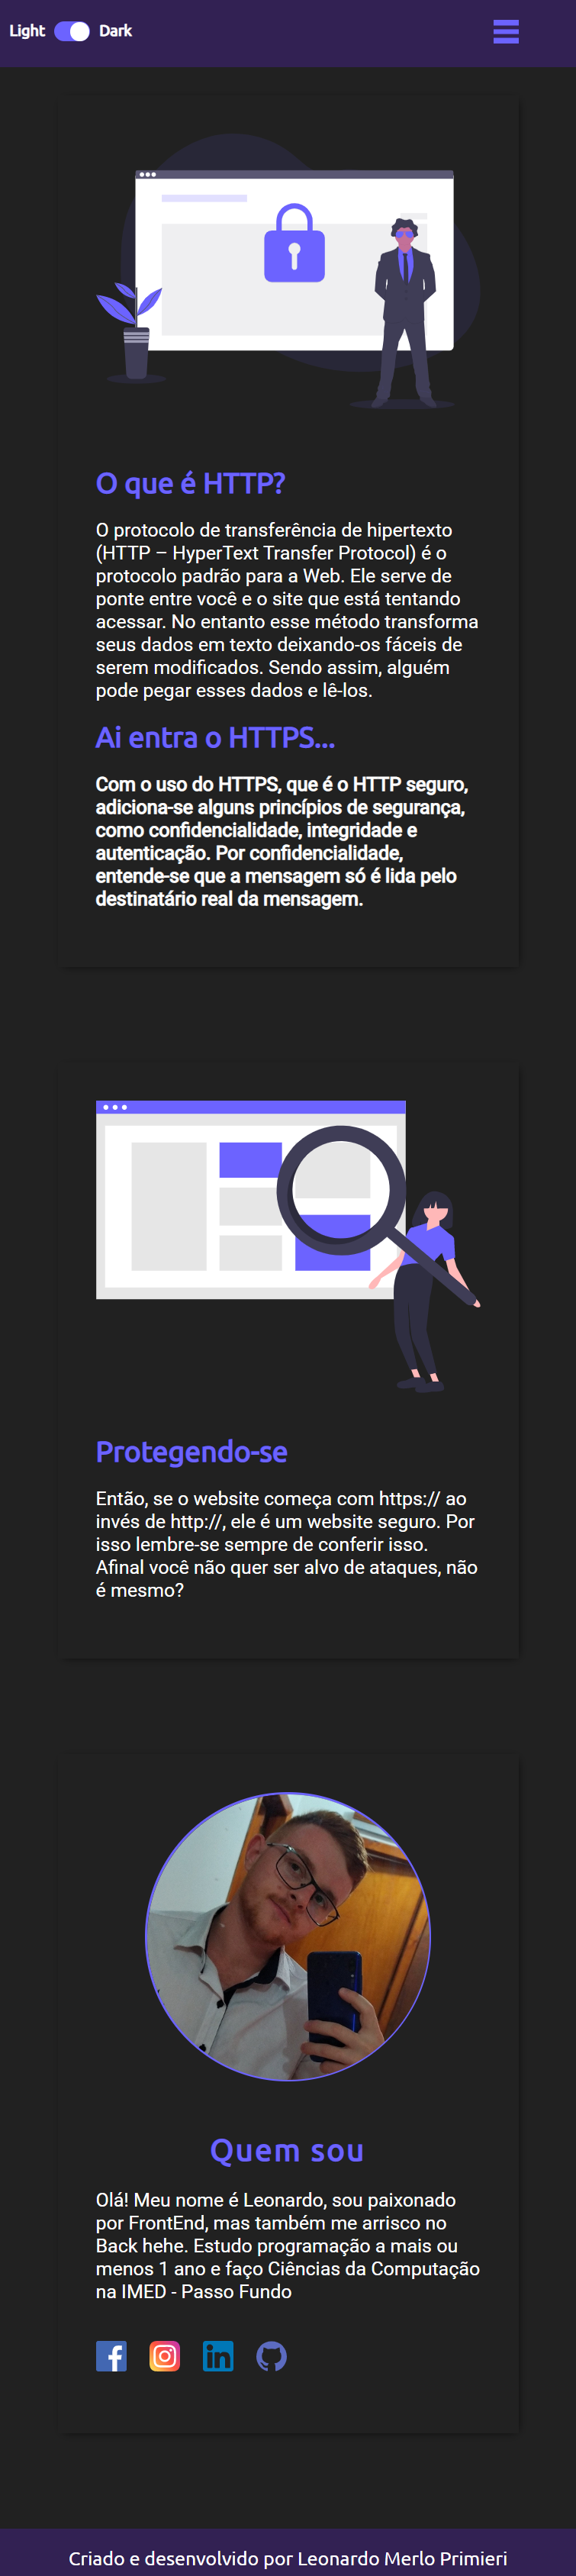 Light Dark
O que é HTTP?
O protocolo de transferência de hipertexto
(HTTP – HyperText Transfer Protocol) é o
protocolo padrão para a Web. Ele serve de
ponte entre você e o site que está tentando
acessar. No entanto esse método transforma
seus dados em texto deixando-os fáceis de
serem modificados. Sendo assim, alguém
pode pegar esses dados e lê-los.
Ai entra o HTTPS...
Com o uso do HTTPS, que é o HTTP seguro,
adiciona-se alguns princípios de segurança,
como confidencialidade, integridade e
autenticação. Por confidencialidade,
entende-se que a mensagem só é lida pelo
destinatário real da mensagem.
Protegendo-se
Então, se o website começa com https:// ao
invés de http://, ele é um website seguro. Por
isso lembre-se sempre de conferir isso.
Afinal você não quer ser alvo de ataques, não
é mesmo?
Quem sou
Olá! Meu nome é Leonardo, sou paixonado
por FrontEnd, mas também me arrisco no
Back hehe. Estudo programação a mais ou
menos 1 ano e faço Ciências da Computação
na IMED - Passo Fundo
Criado e desenvolvido por Leonardo Merlo Primieri